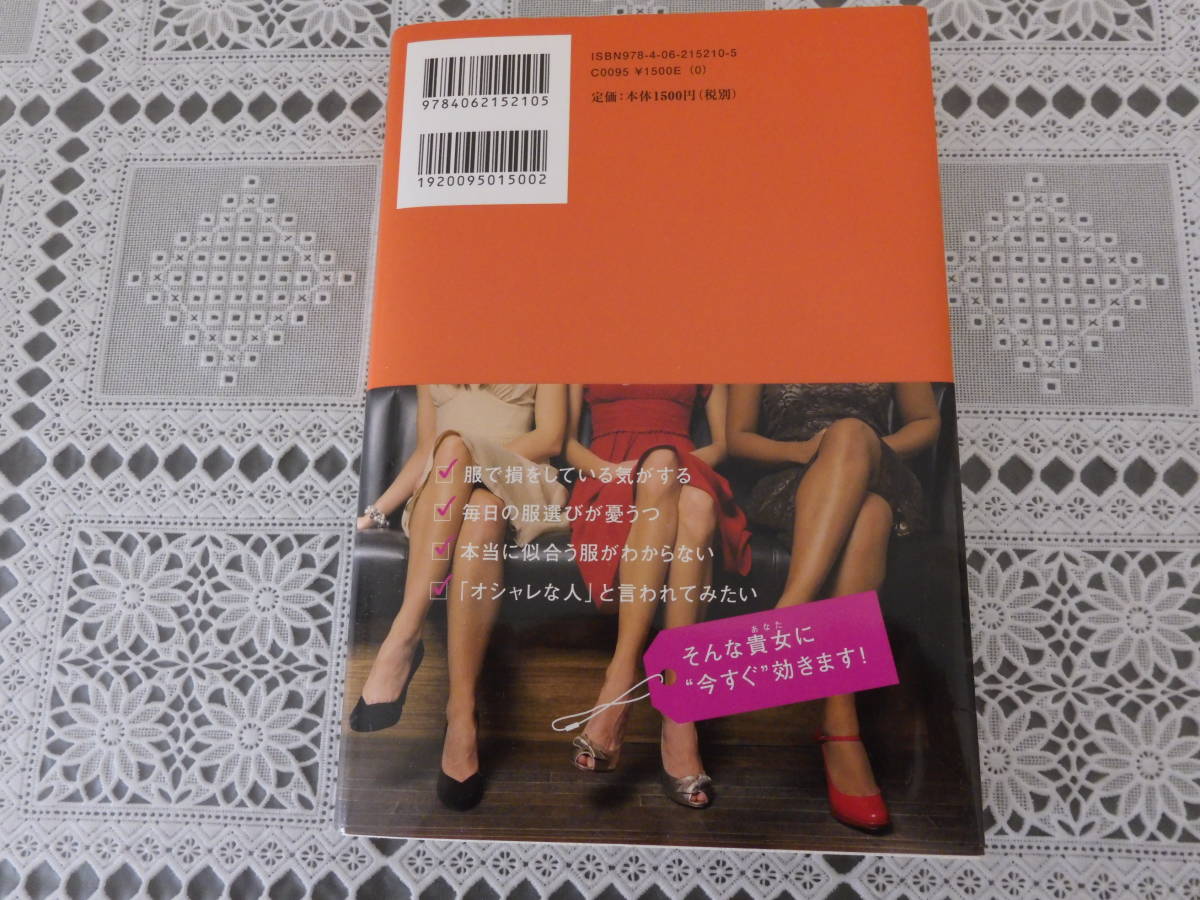 9784062152105
1920095015002
ISBN978-4-06-215210-5
C0095 ¥1500E (0)
定価：本体1500円（税別）
服で損をしている気がする
毎日の服選びが憂うつ
本当に似合う服がわからない
「オシャレな人」と言われてみたい
あなた
そんな貴女に
“今すぐ”効きます！